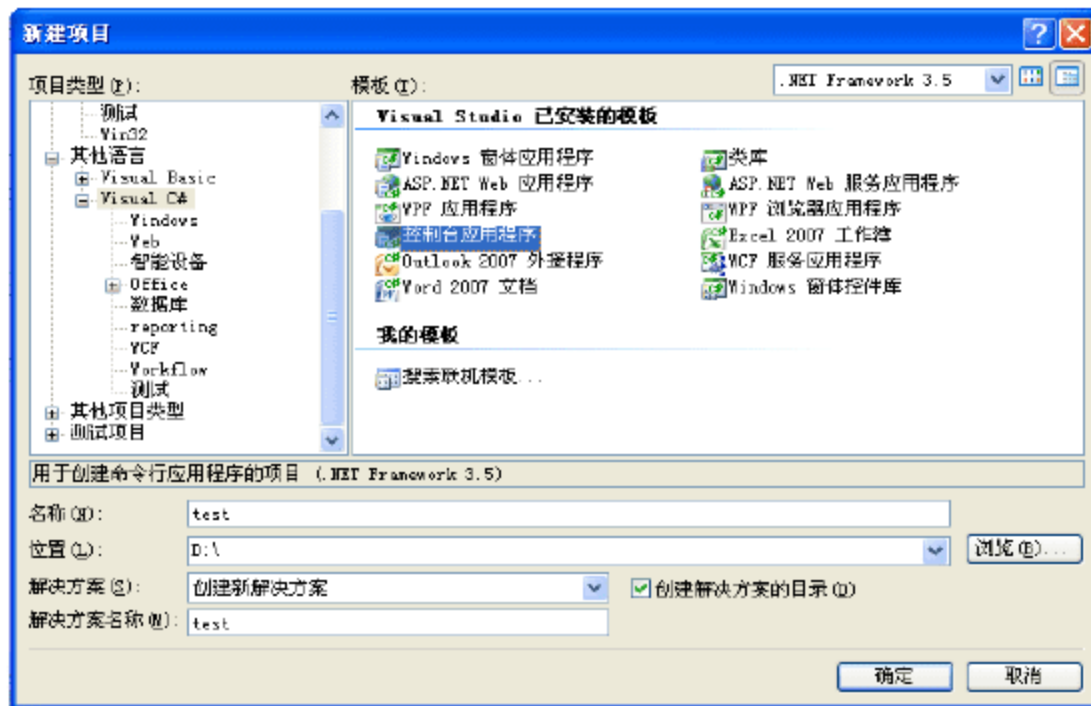 新建项目
项目类型(P):
模板(T):
.NET Framework 3.5
测试
Win32
其他语言
Visual Basic
Visual C#
Windows
Web
智能设备
Office
数据库
reporting
WCF
Workflow
测试
其他项目类型
测试项目
Visual Studio 已安装的模板
Windows 窗体应用程序
类库
ASP.NET Web 应用程序
ASP.NET Web 服务应用程序
WPF 应用程序
WPF 浏览器应用程序
控制台应用程序
Excel 2007 工作簿
Outlook 2007 外接程序
WCF 服务应用程序
Word 2007 文档
Windows 窗体控件库
我的模板
搜索联机模板...
用于创建命令行应用程序的项目 (.NET Framework 3.5)
名称(N):
test
位置(L):
D:\
浏览(B)...
解决方案(S):
创建新解决方案
创建解决方案的目录(D)
解决方案名称(M):
test
确定
取消